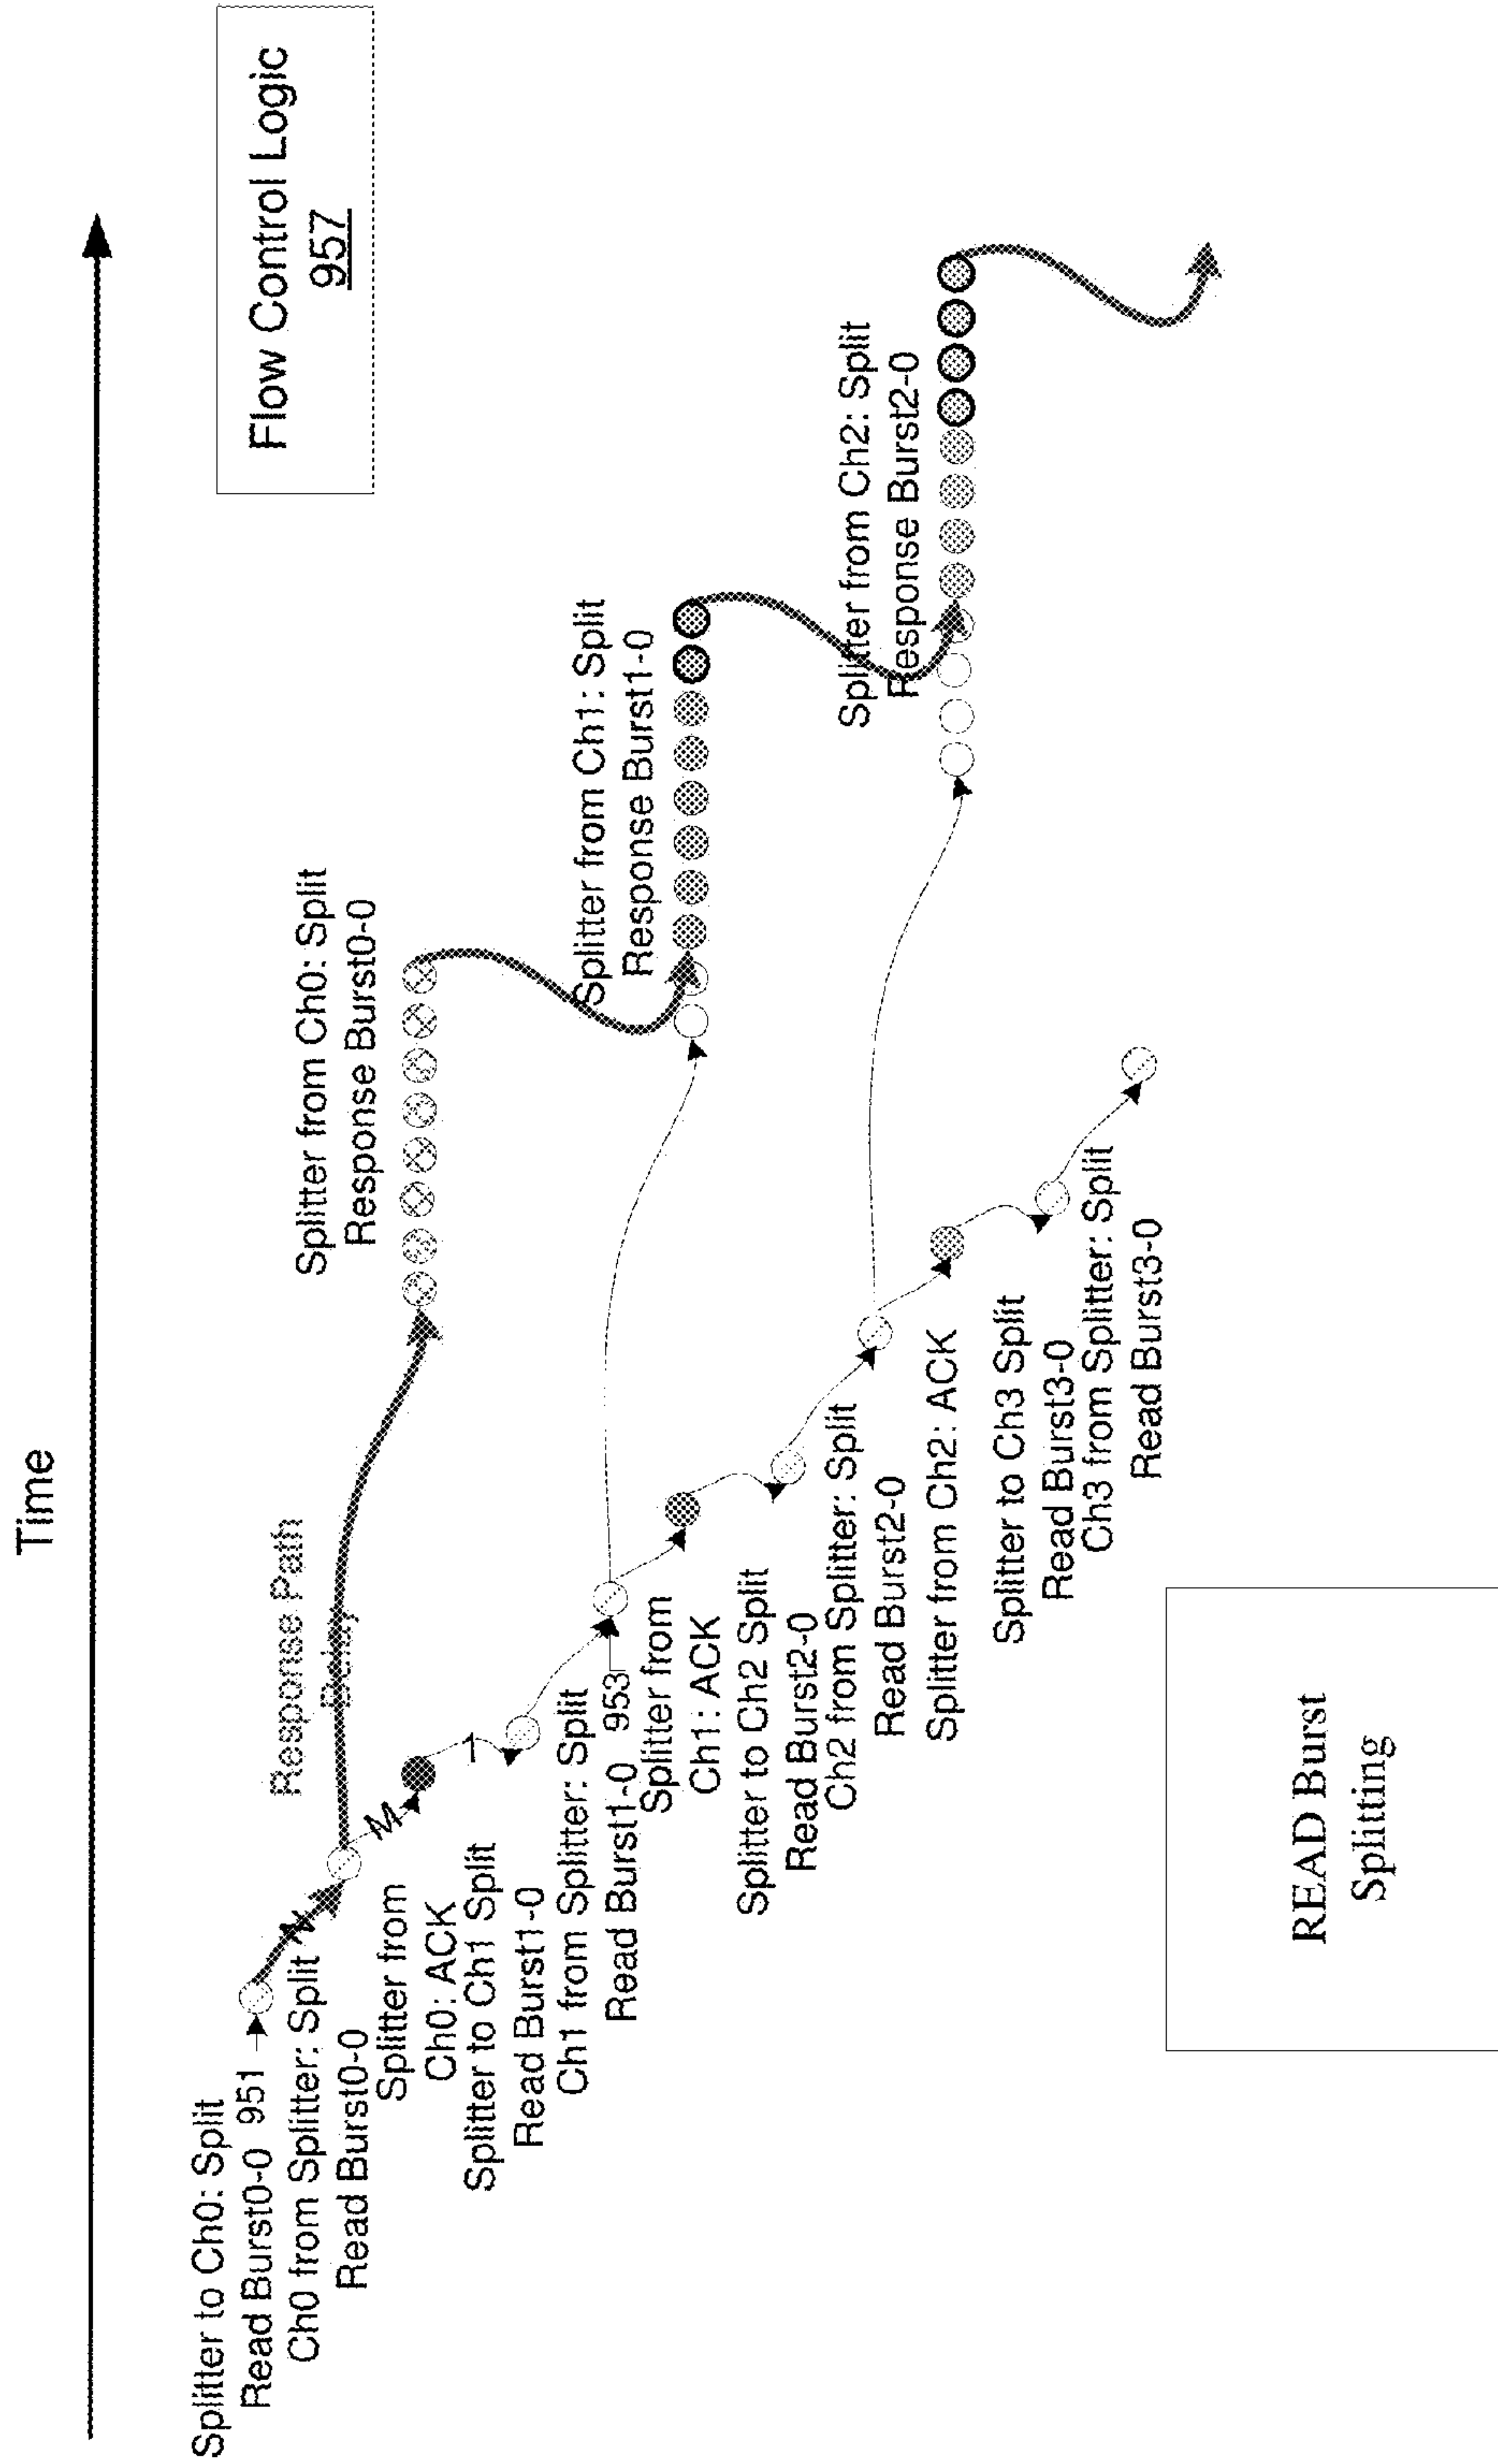 Time
Flow Control Logic
957
Splitter to Ch0: Split
Read Burst0-0 951
Ch0 from Splitter: Split
Read Burst0-0
N
Response Path
Delay
M
Splitter from Ch0: Split
Response Burst0-0
Splitter from
Ch0: ACK
1
Splitter to Ch1 Split
Read Burst1-0
Ch1 from Splitter: Split
Read Burst1-0 953
Splitter from Ch1: Split
Response Burst1-0
Splitter from
Ch1: ACK
Splitter to Ch2 Split
Read Burst2-0
Ch2 from Splitter: Split
Read Burst2-0
Splitter from Ch2: Split
Response Burst2-0
Splitter from Ch2: ACK
Splitter to Ch3 Split
Read Burst3-0
Ch3 from Splitter: Split
Read Burst3-0
READ Burst
Splitting